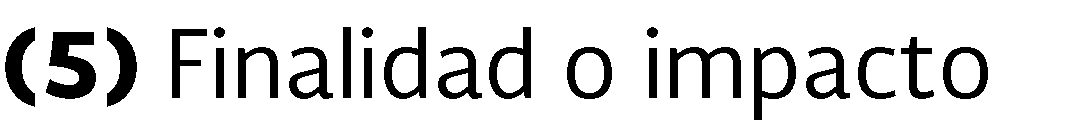 (5) Finalidad o impacto